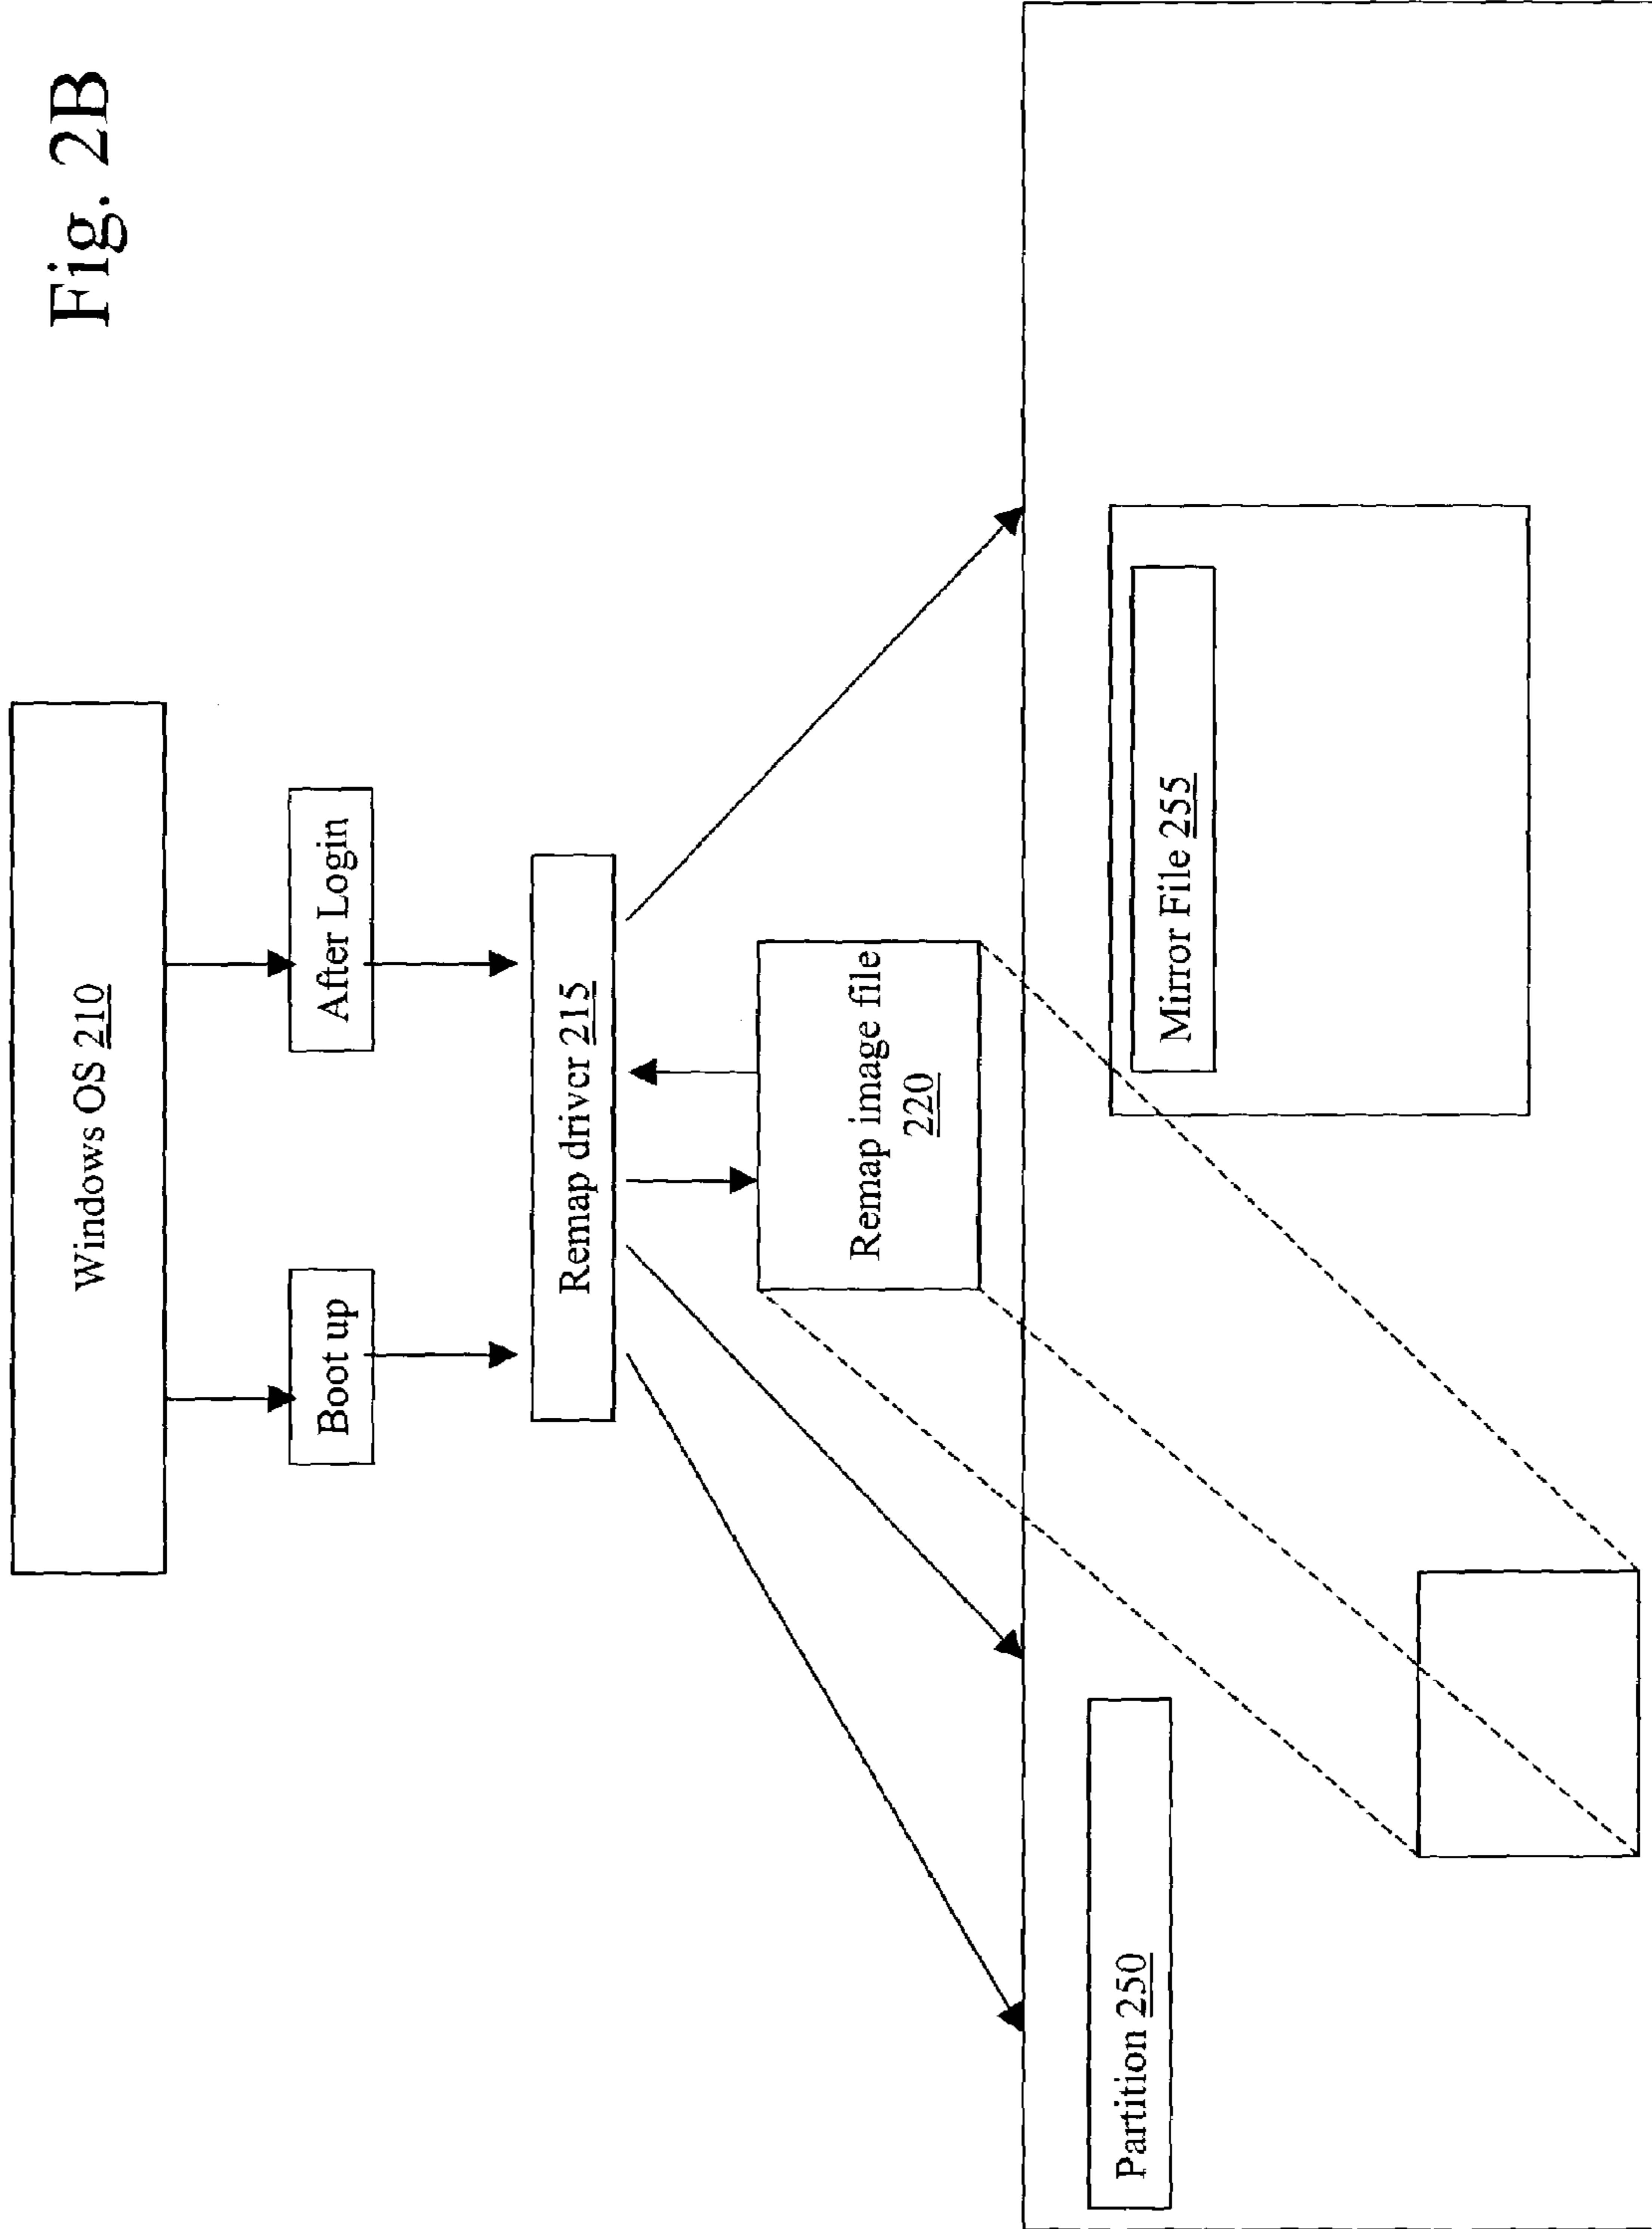 Fig. 2B
Windows OS 210
Boot up
After Login
Remap driver 215
Remap image file
220
Partition 250
Mirror File 255